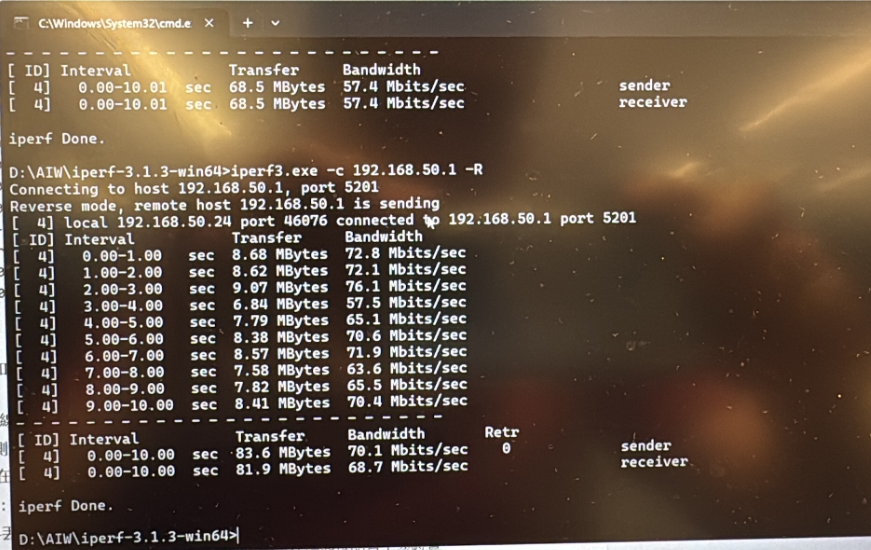 C:\Windows\System32\cmd.e × +
- - - - - - - - - - - - - - - - - - - - - - - - -
[ ID] Interval Transfer Bandwidth
[ 4] 0.00-10.01 sec 68.5 MBytes 57.4 Mbits/sec sender
[ 4] 0.00-10.01 sec 68.5 MBytes 57.4 Mbits/sec receiver
iperf Done.
D:\AIW\iperf-3.1.3-win64>iperf3.exe -c 192.168.50.1 -R
Connecting to host 192.168.50.1, port 5201
Reverse mode, remote host 192.168.50.1 is sending
[ 4] local 192.168.50.24 port 46076 connected to 192.168.50.1 port 5201
[ ID] Interval Transfer Bandwidth
[ 4] 0.00-1.00 sec 8.68 MBytes 72.8 Mbits/sec
[ 4] 1.00-2.00 sec 8.62 MBytes 72.1 Mbits/sec
[ 4] 2.00-3.00 sec 9.07 MBytes 76.1 Mbits/sec
[ 4] 3.00-4.00 sec 6.84 MBytes 57.5 Mbits/sec
[ 4] 4.00-5.00 sec 7.79 MBytes 65.1 Mbits/sec
[ 4] 5.00-6.00 sec 8.38 MBytes 70.6 Mbits/sec
[ 4] 6.00-7.00 sec 8.57 MBytes 71.9 Mbits/sec
[ 4] 7.00-8.00 sec 7.58 MBytes 63.6 Mbits/sec
[ 4] 8.00-9.00 sec 7.82 MBytes 65.5 Mbits/sec
[ 4] 9.00-10.00 sec 8.41 MBytes 70.4 Mbits/sec
- - - - - - - - - - - - - - - - - - - - - - - - -
[ ID] Interval Transfer Bandwidth Retr
[ 4] 0.00-10.00 sec 83.6 MBytes 70.1 Mbits/sec 0 sender
[ 4] 0.00-10.00 sec 81.9 MBytes 68.7 Mbits/sec receiver
iperf Done.
D:\AIW\iperf-3.1.3-win64>